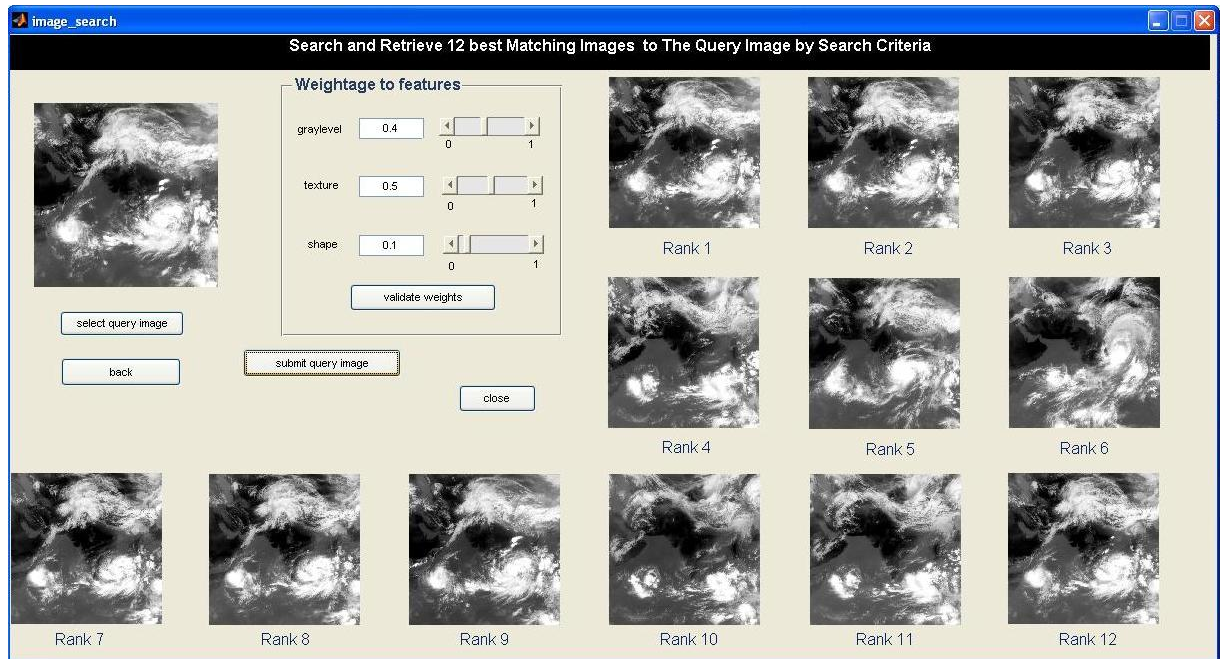 image_search
Search and Retrieve 12 best Matching Images to The Query Image by Search Criteria
Weightage to features
graylevel 0.4
0 1
texture 0.5
0 1
shape 0.1
0 1
validate weights
select query image
back
submit query image
close
Rank 1 Rank 2 Rank 3
Rank 4 Rank 5 Rank 6
Rank 7 Rank 8 Rank 9 Rank 10 Rank 11 Rank 12